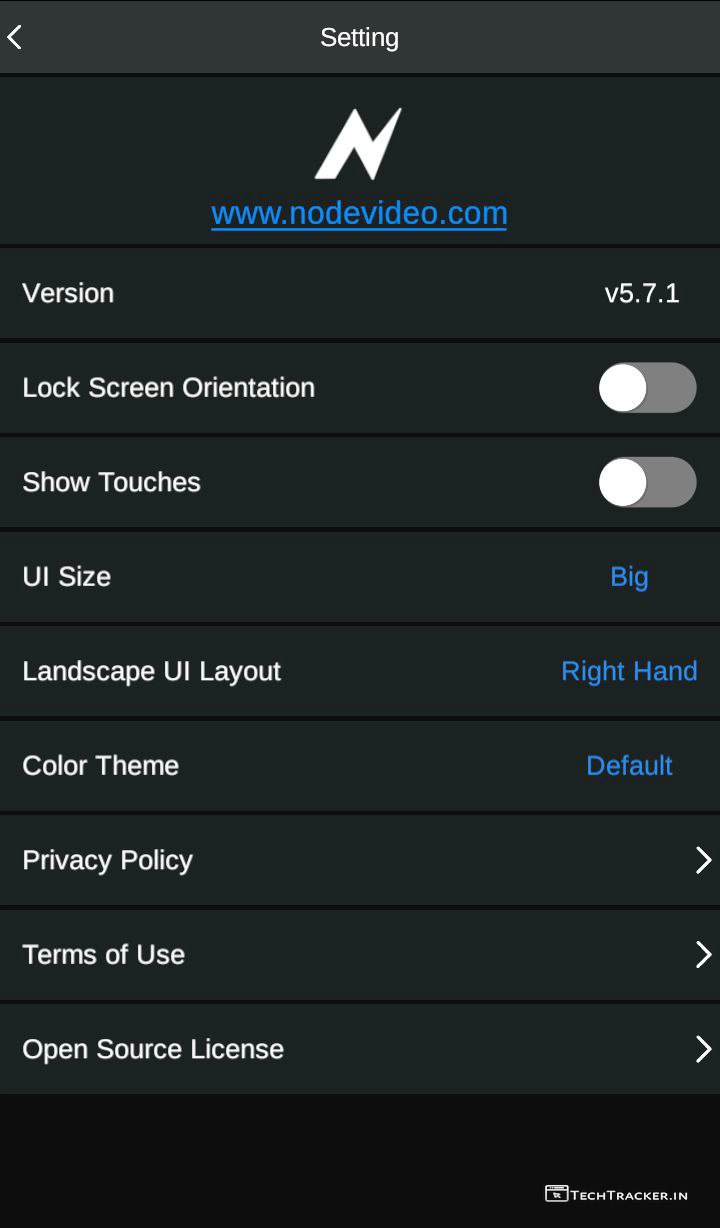 Setting
www.nodevideo.com
Version v5.7.1
Lock Screen Orientation
Show Touches
UI Size Big
Landscape UI Layout Right Hand
Color Theme Default
Privacy Policy
Terms of Use
Open Source License
TECHTRACKER.IN